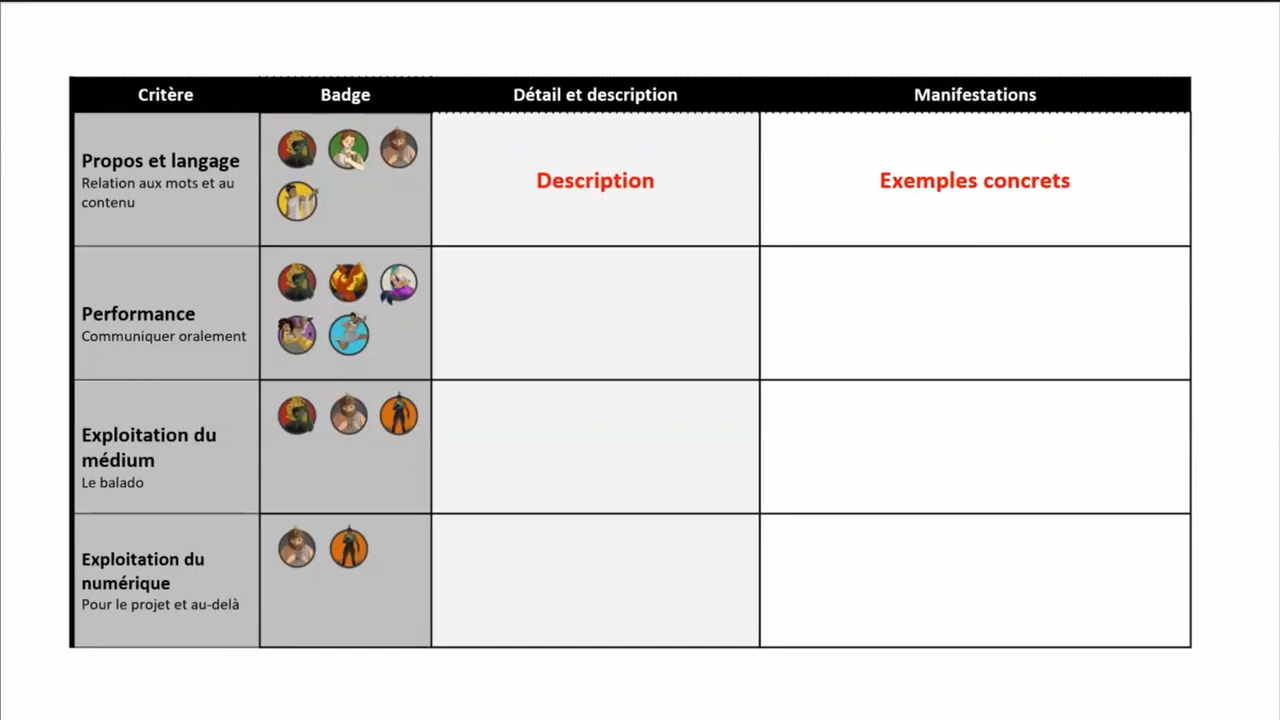 Critère
Badge
Détail et description
Manifestations
Propos et langage
Relation aux mots et au
contenu
Description
Exemples concrets
Performance
Communiquer oralement
Exploitation du
médium
Le balado
Exploitation du
numérique
Pour le projet et au-delà